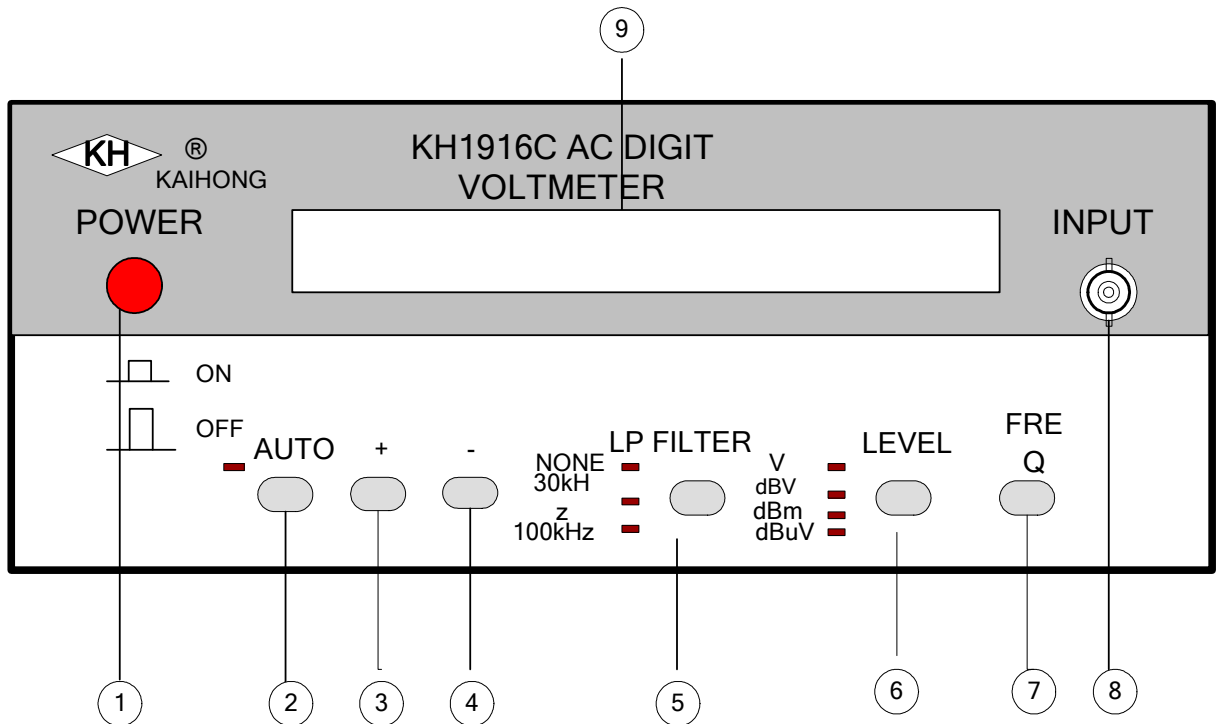 9
KH ®
KAIHONG
KH1916C AC DIGIT
VOLTMETER
POWER
INPUT
ON
OFF
AUTO
+
-
LP FILTER
NONE
30kH
z
100kHz
V
dBV
dBm
dBuV
LEVEL
FRE
Q
1
2
3
4
5
6
7
8